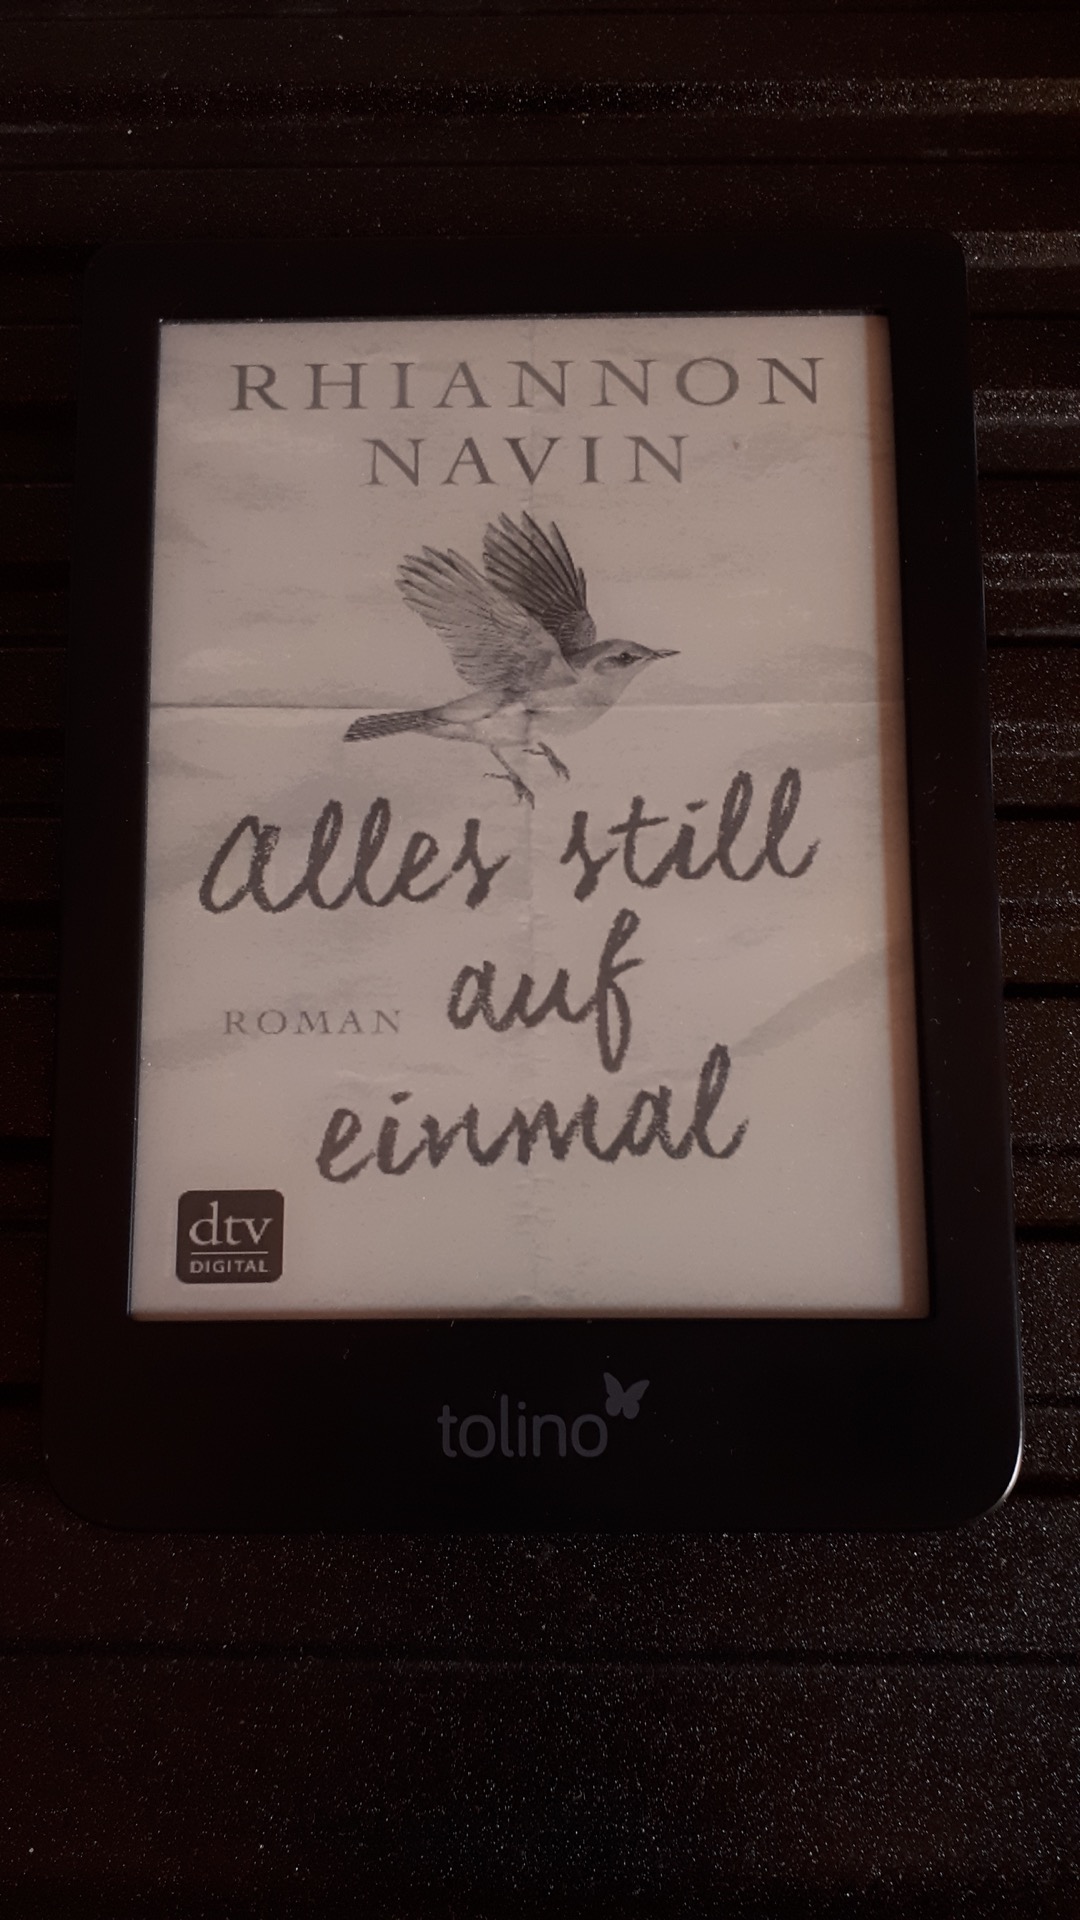 RHIANNON
NAVIN
Alles still
auf
ROMAN
einmal
dtv
DIGITAL
tolino